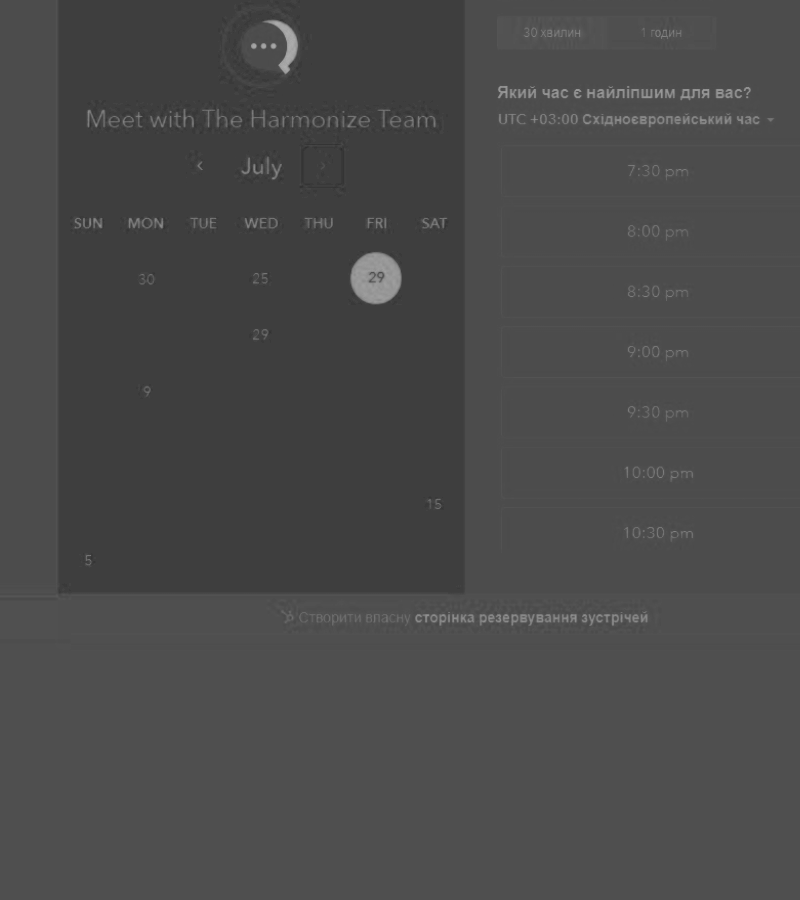 Meet with The Harmonize Team
July
SUN MON TUE WED THU FRI SAT
30 25 29
29
9
15
5
30 хвилин 1 годин
Який час є найліпшим для вас?
UTC +03:00 Східноєвропейський час
7:30 pm
8:00 pm
8:30 pm
9:00 pm
9:30 pm
10:00 pm
10:30 pm
Створити власну сторінка резервування зустрічей